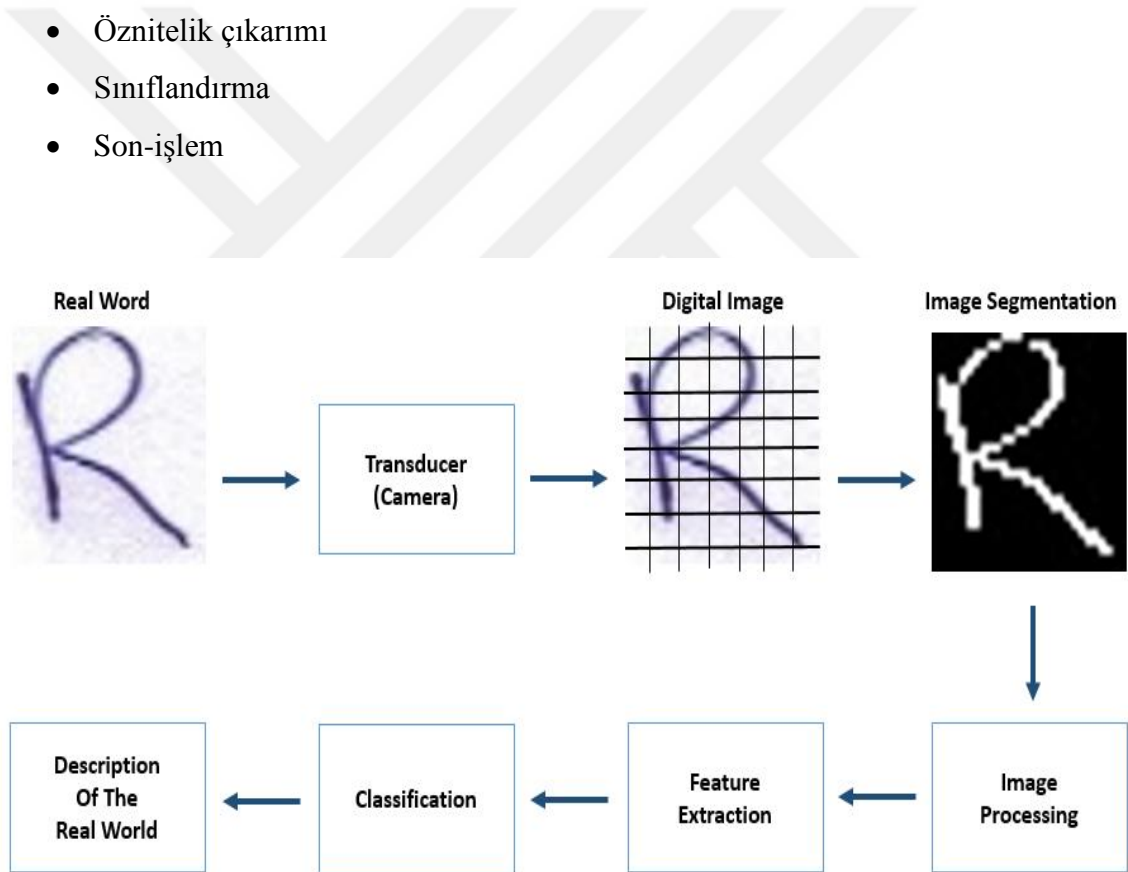 • Öznitelik çıkarımı
• Sınıflandırma
• Son-işlem
Real Word
Digital Image
Image Segmentation
R
Transducer
(Camera)
R
R
Description
Of The
Real World
Classification
Feature
Extraction
Image
Processing